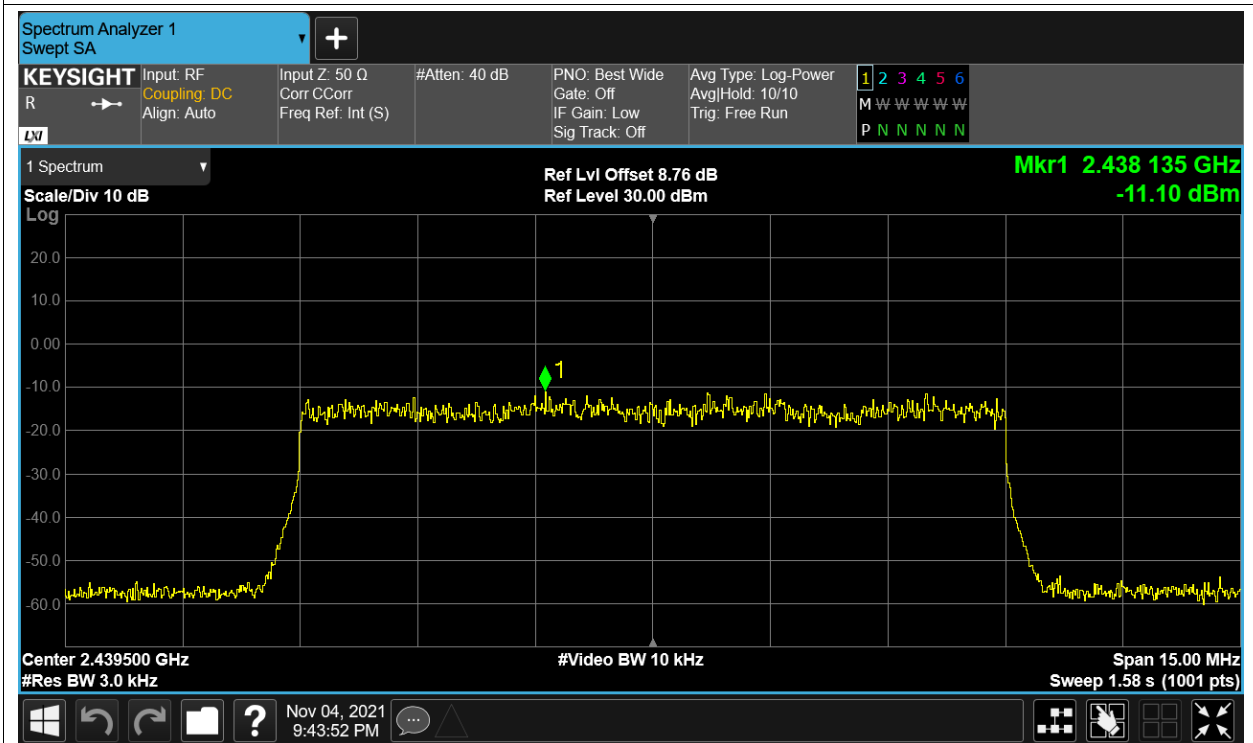 Spectrum Analyzer 1
Swept SA
KEYSIGHT
R
LXI
Input: RF
Coupling: DC
Align: Auto
Input Z: 50 Ω
Corr CCorr
Freq Ref: Int (S)
#Atten: 40 dB
PNO: Best Wide
Gate: Off
IF Gain: Low
Sig Track: Off
Avg Type: Log-Power
Avg|Hold: 10/10
Trig: Free Run
1 2 3 4 5 6
M W W W W W
P N N N N N
1 Spectrum
Scale/Div 10 dB
Log
Ref Lvl Offset 8.76 dB
Ref Level 30.00 dBm
Mkr1 2.438 135 GHz
-11.10 dBm
20.0
10.0
0.00
-10.0
-20.0
-30.0
-40.0
-50.0
-60.0
1
Center 2.439500 GHz
#Res BW 3.0 kHz
#Video BW 10 kHz
Span 15.00 MHz
Sweep 1.58 s (1001 pts)
?
Nov 04, 2021
9:43:52 PM